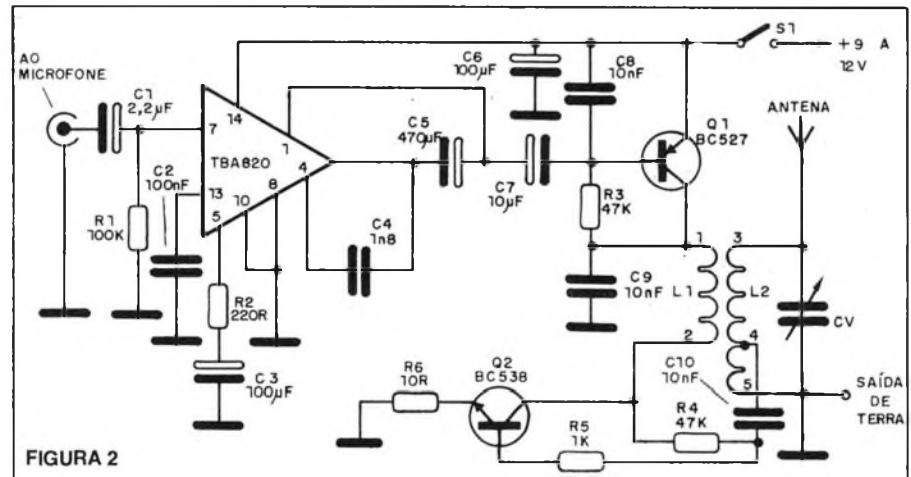 AO
MICROFONE
C1
2,2µF
R1
100K
C2
100nF
7
14
1
TBA820
4
13
5
10
8
R2
220R
C3
100µF
C4
1n8
C5
470µF
C6
100µF
C7
10µF
C8
10nF
R3
47K
C9
10nF
Q1
BC527
S1
+9 A
12V
ANTENA
1
3
L1
L2
2
4
5
CV
C10
10nF
SAÍDA
DE
TERRA
R4
47K
R5
1K
Q2
BC538
R6
10R
FIGURA 2